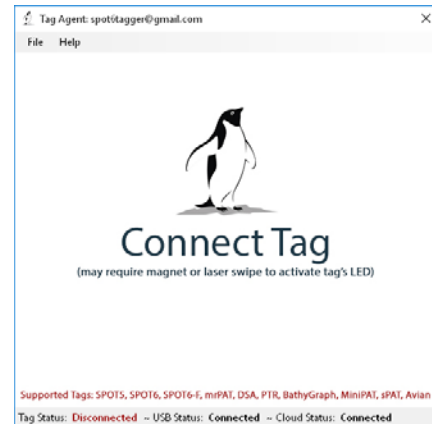 Tag Agent: spot6tagger@gmail.com
File Help
Connect Tag
(may require magnet or laser swipe to activate tag's LED)
Supported Tags: SPOT5, SPOT6, SPOT6-F, mrPAT, DSA, PTR, BathyGraph, MiniPAT, sPAT, Avian
Tag Status: Disconnected -- USB Status: Connected -- Cloud Status: Connected